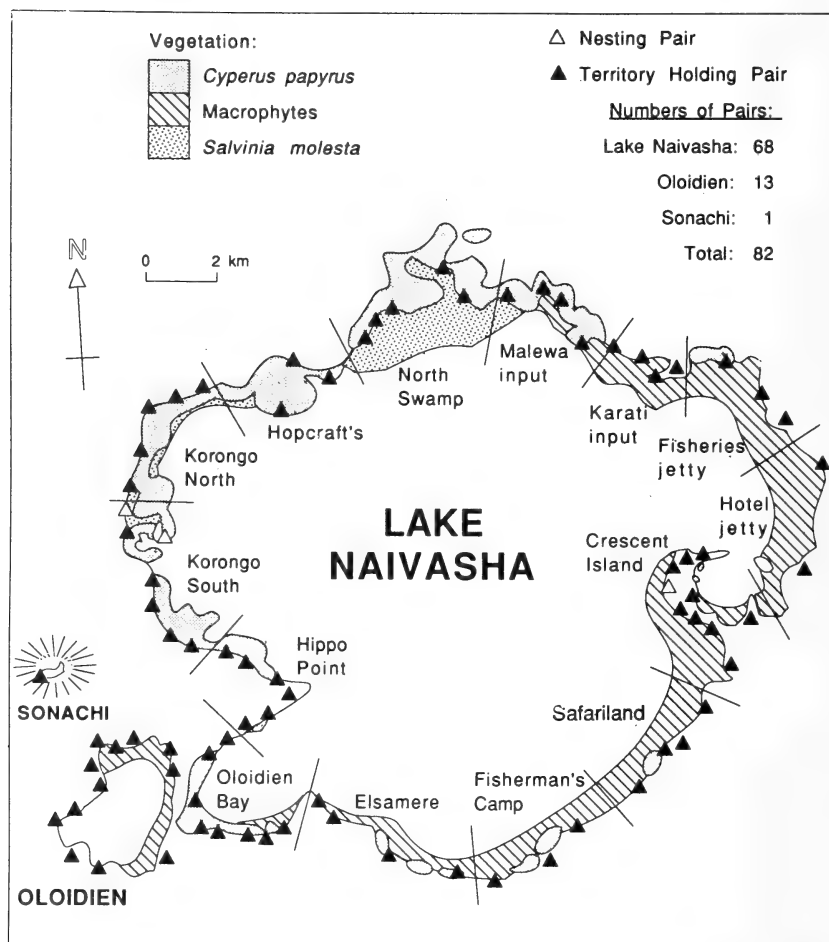 Vegetation:
Cyperus papyrus
Macrophytes
Salvinia molesta
Nesting Pair
Territory Holding Pair
Numbers of Pairs:
Lake Naivasha: 68
Oloidien: 13
Sonachi: 1
Total: 82
N
0 2 km
North
Swamp
Malewa
input
Karati
input
Fisheries
jetty
Hotel
jetty
Hopcraft's
Korongo
North
LAKE
NAIVASHA
Crescent
Island
Korongo
South
Hippo
Point
SONACHI
Safariland
Oloidien
Bay
Elsamere
Fisherman's
Camp
OLOIDIEN